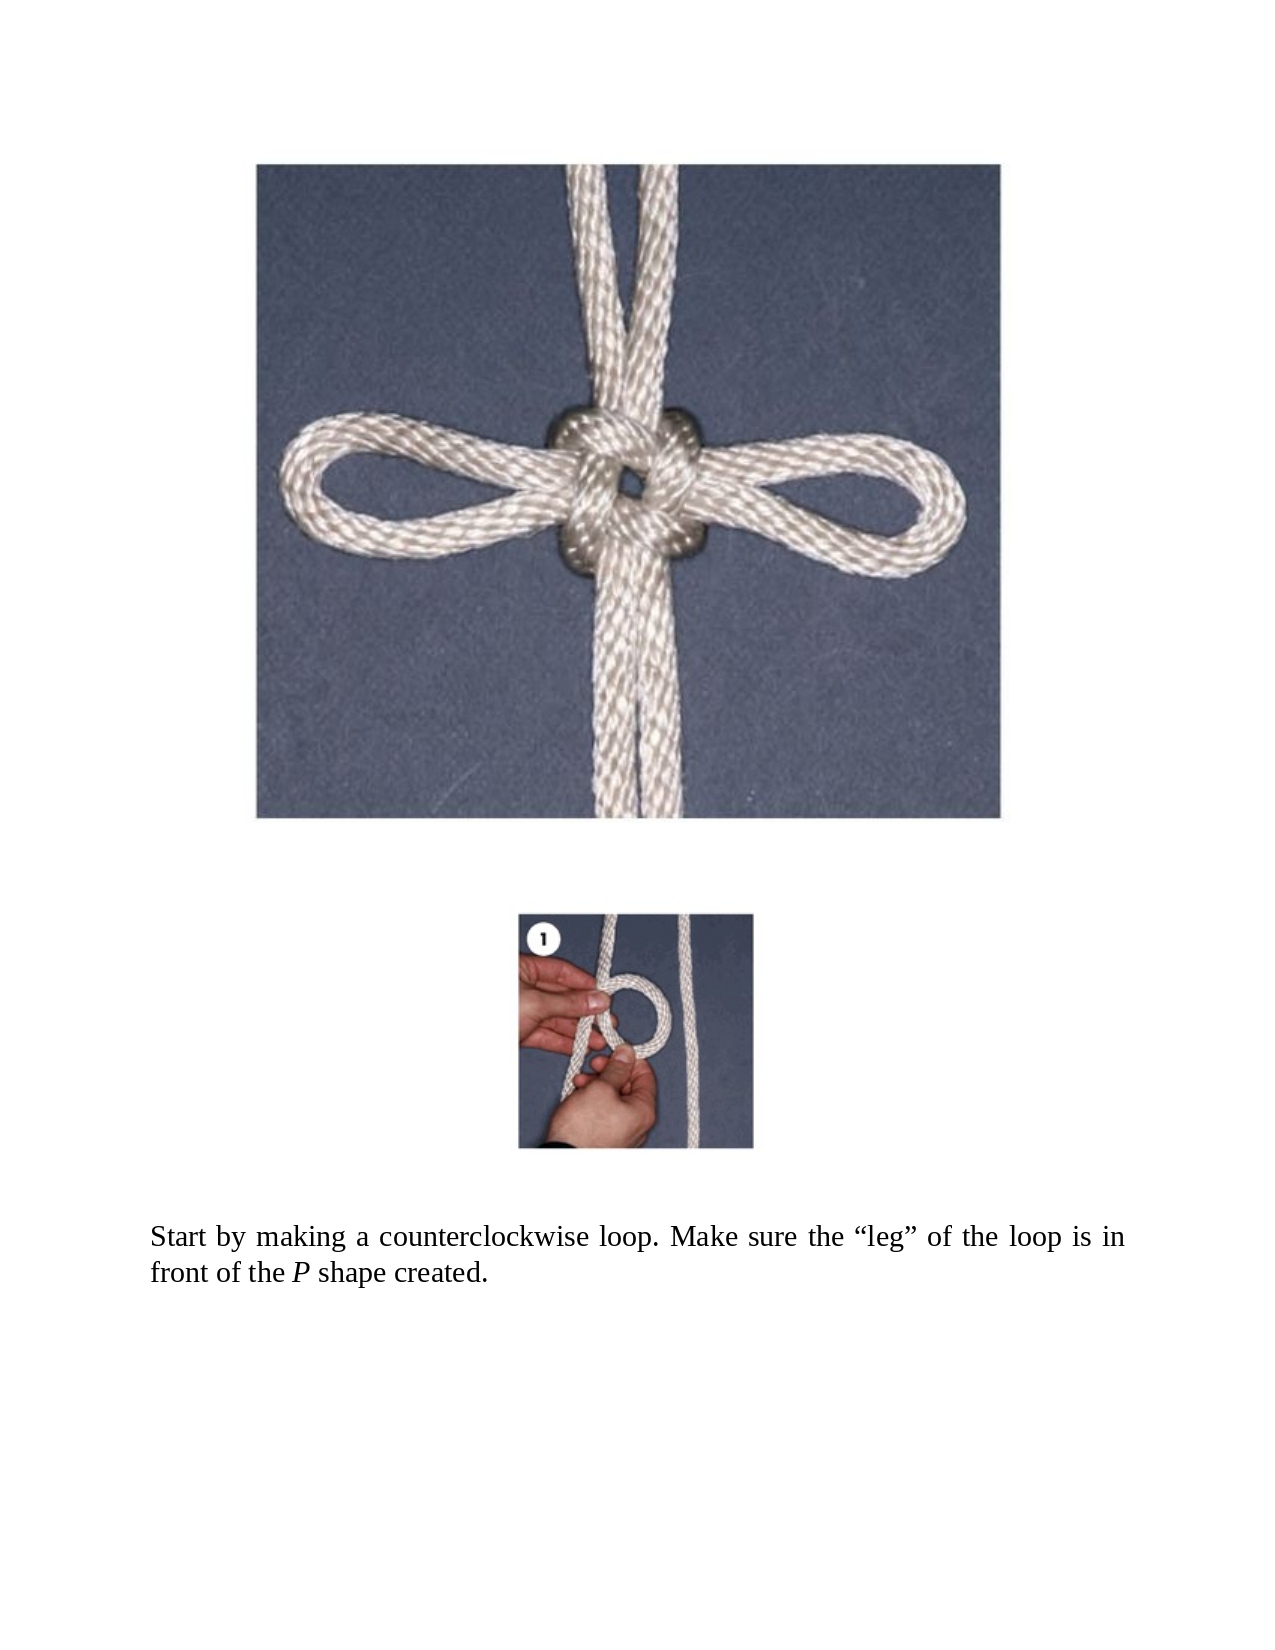 1
Start by making a counterclockwise loop. Make sure the “leg” of the loop is in
front of the P shape created.